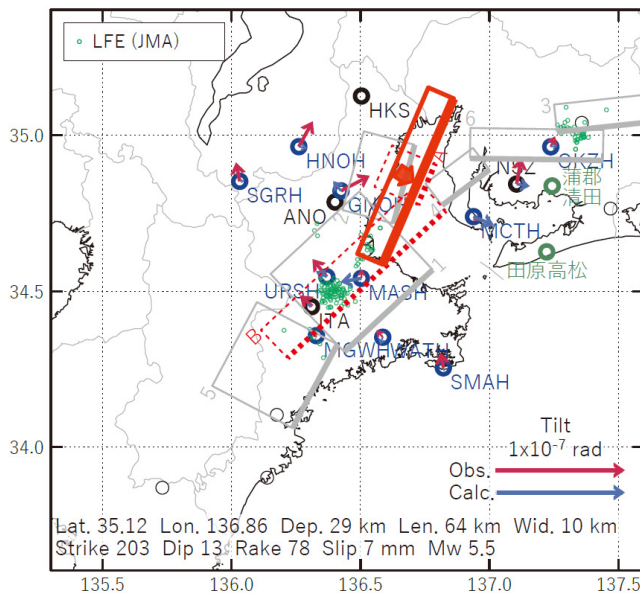 LFE (JMA)
HKS
3
35.0
6
HNOH
A
OKZH
NSZ
蒲郡
清田
SGRH
GNOH
ANO
2
MCTH
田原高松
34.5
1
URSH
MASH
ITA
B
MGWH
WATH
5
SMAH
34.0
Tilt
1x10-7 rad
Obs.
Calc.
Lat. 35.12 Lon. 136.86 Dep. 29 km Len. 64 km Wid. 10 km
Strike 203 Dip 13 Rake 78 Slip 7 mm Mw 5.5
135.5 136.0 136.5 137.0 137.5